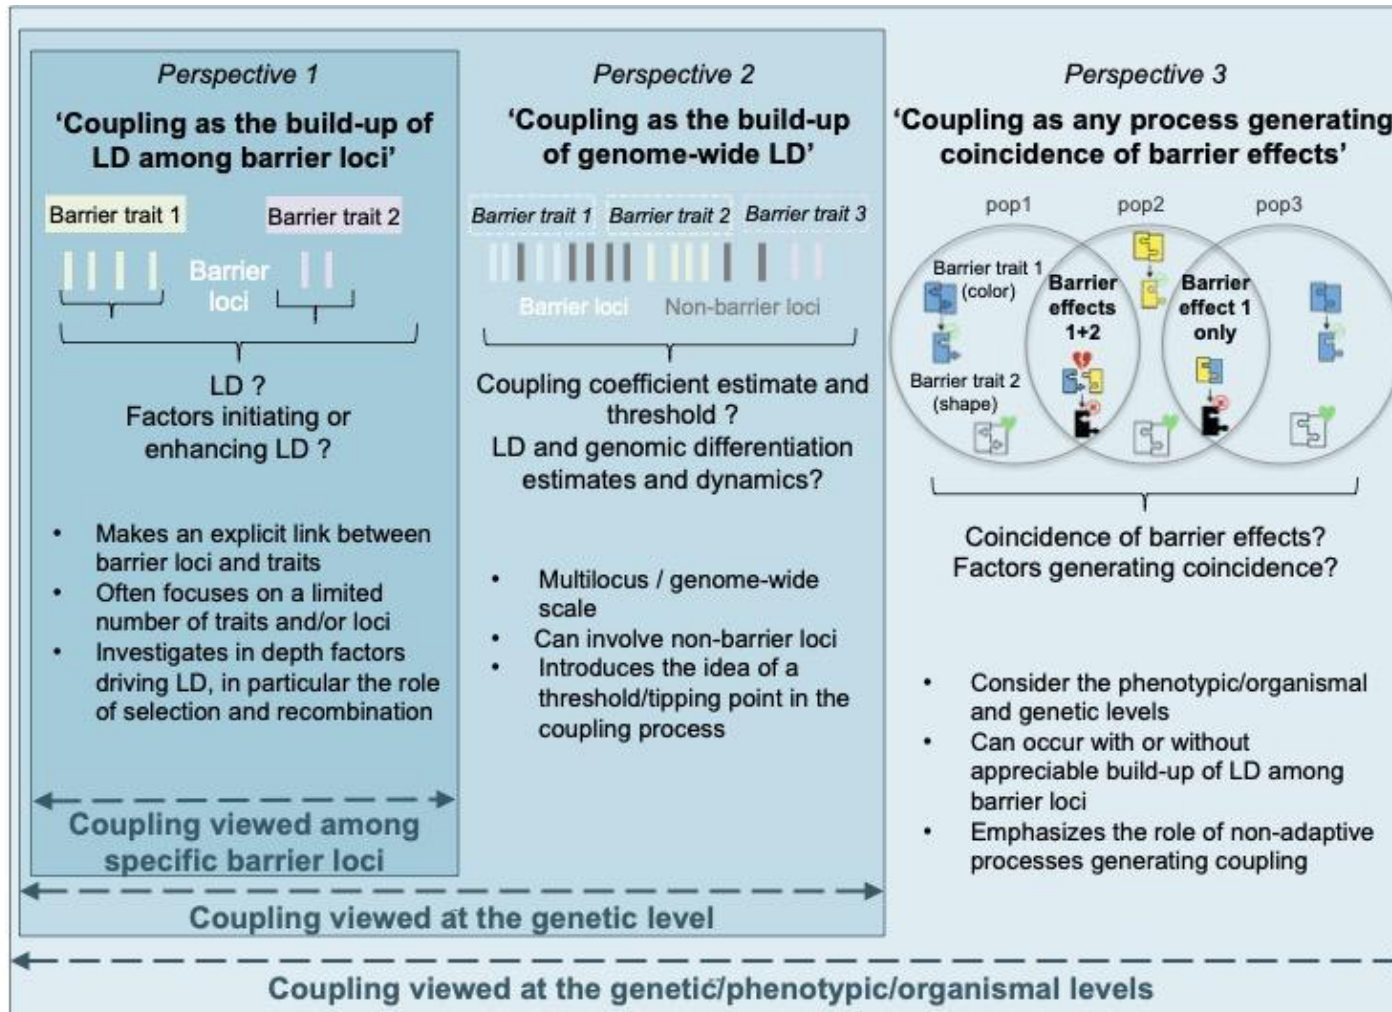 Perspective 1
‘Coupling as the build-up of
LD among barrier loci’
Barrier trait 1
Barrier trait 2
Barrier
loci
LD ?
Factors initiating or
enhancing LD ?
• Makes an explicit link between
barrier loci and traits
• Often focuses on a limited
number of traits and/or loci
• Investigates in depth factors
driving LD, in particular the role
of selection and recombination
Coupling viewed among
specific barrier loci
Perspective 2
‘Coupling as the build-up
of genome-wide LD’
Barrier trait 1
Barrier trait 2
Barrier trait 3
Barrier loci
Non-barrier loci
Coupling coefficient estimate and
threshold ?
LD and genomic differentiation
estimates and dynamics?
• Multilocus / genome-wide
scale
• Can involve non-barrier loci
• Introduces the idea of a
threshold/tipping point in the
coupling process
Coupling viewed at the genetic level
Perspective 3
‘Coupling as any process generating
coincidence of barrier effects’
pop1
pop2
pop3
Barrier trait 1
(color)
Barrier
effects
1+2
Barrier
effect 1
only
Barrier trait 2
(shape)
Coincidence of barrier effects?
Factors generating coincidence?
• Consider the phenotypic/organismal
and genetic levels
• Can occur with or without
appreciable build-up of LD among
barrier loci
• Emphasizes the role of non-adaptive
processes generating coupling
Coupling viewed at the genetic/phenotypic/organismal levels